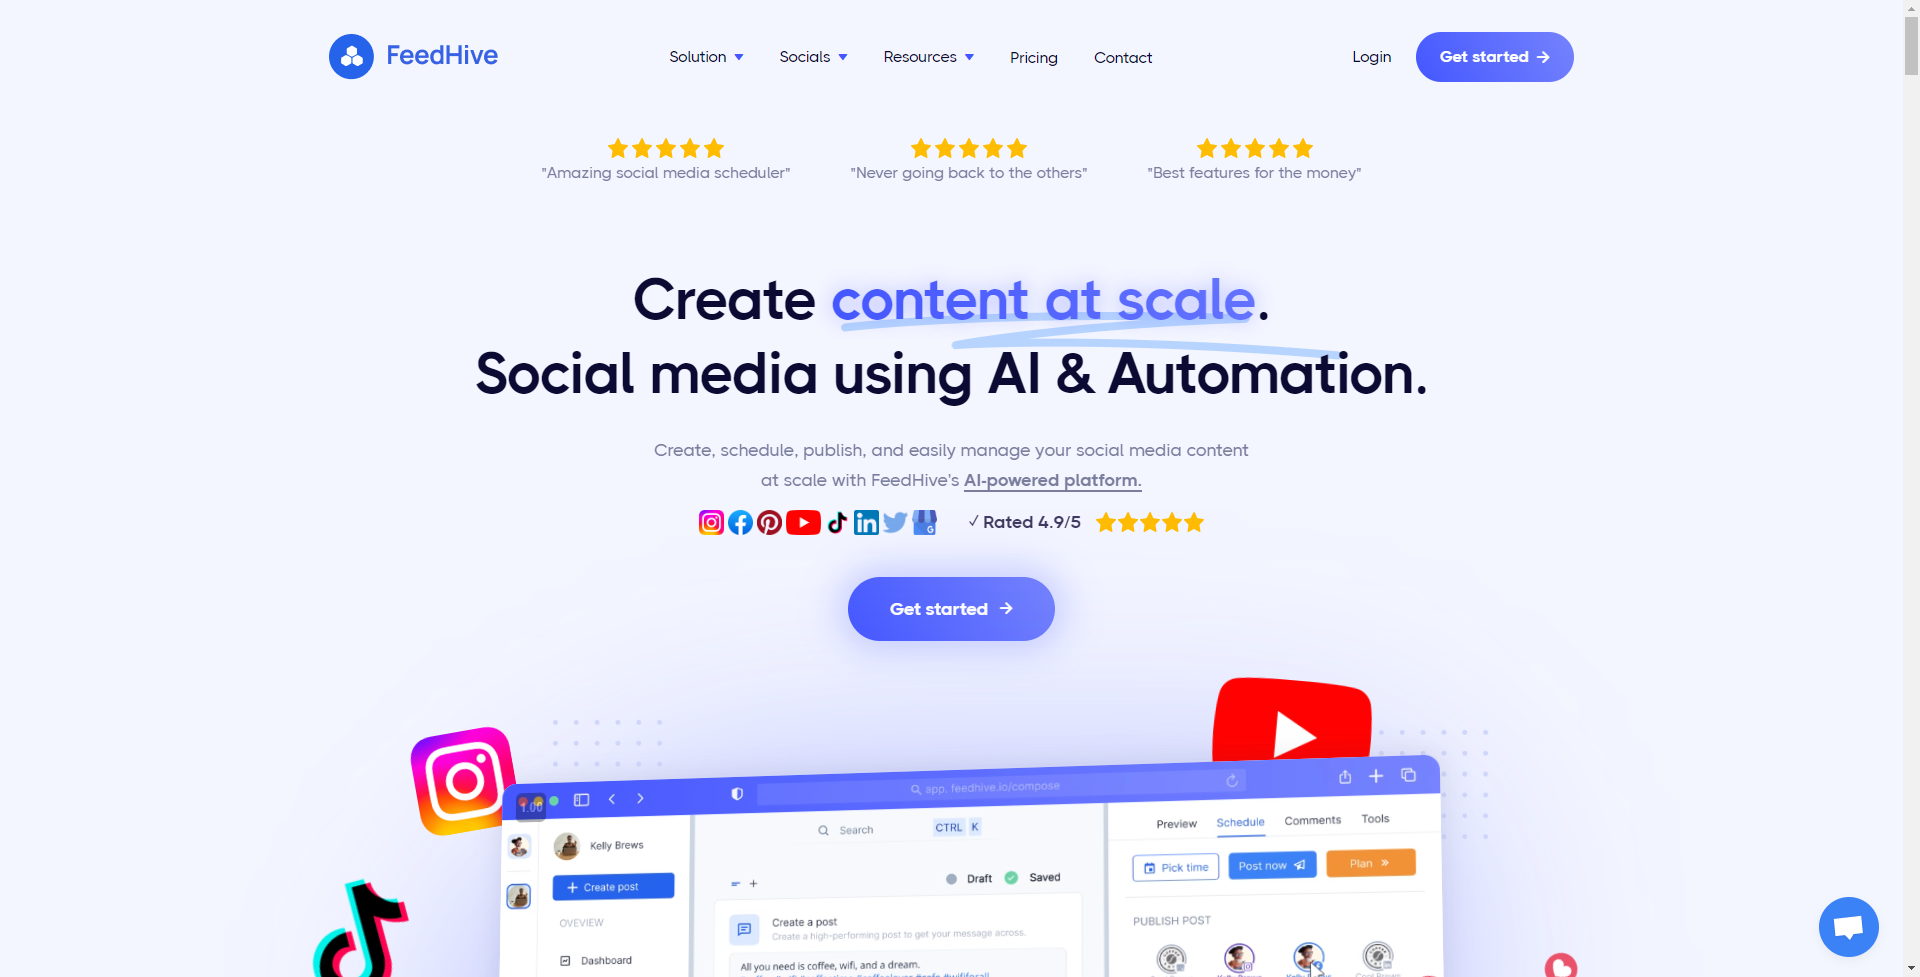 FeedHive
Solution
Socials
Resources
Pricing
Contact
Login
Get started
"Amazing social media scheduler"
"Never going back to the others"
"Best features for the money"
Create content at scale.
Social media using AI & Automation.
Create, schedule, publish, and easily manage your social media content
at scale with FeedHive's AI-powered platform.
✓ Rated 4.9/5
Get started
app. feedhive.io/compose
1.00
Kelly Brews
Create post
OVEVIEW
Dashboard
Search
CTRL K
Draft
Saved
Create a post
Create a high-performing post to get your message across.
All you need is coffee, wifi, and a dream.
Preview
Schedule
Comments
Tools
Pick time
Post now
Plan
PUBLISH POST